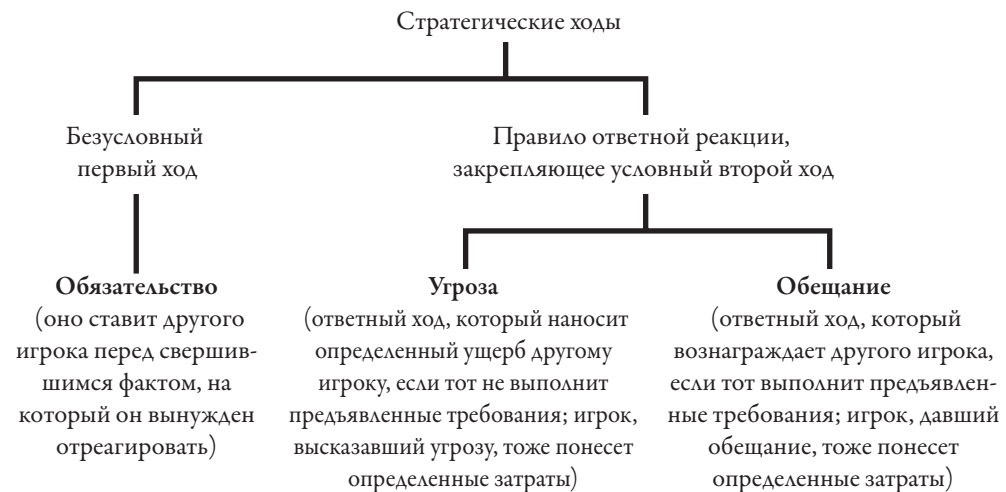 Стратегические ходы
Безусловный
первый ход
Правило ответной реакции,
закрепляющее условный второй ход
Обязательство
(оно ставит другого
игрока перед свершив-
шимся фактом, на
который он вынужден
отреагировать)
Угроза
(ответный ход, который наносит
определенный ущерб другому
игроку, если тот не выполнит
предъявленные требования; игрок,
высказавший угрозу, тоже понесет
определенные затраты)
Обещание
(ответный ход, который
вознаграждает другого игрока,
если тот выполнит предъявлен-
ные требования; игрок, давший
обещание, тоже понесет
определенные затраты)